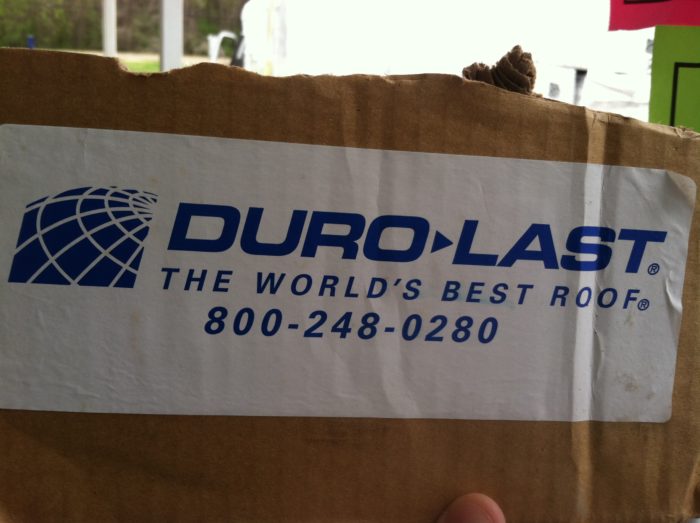 DURO-LAST®
THE WORLD'S BEST ROOF®
800-248-0280